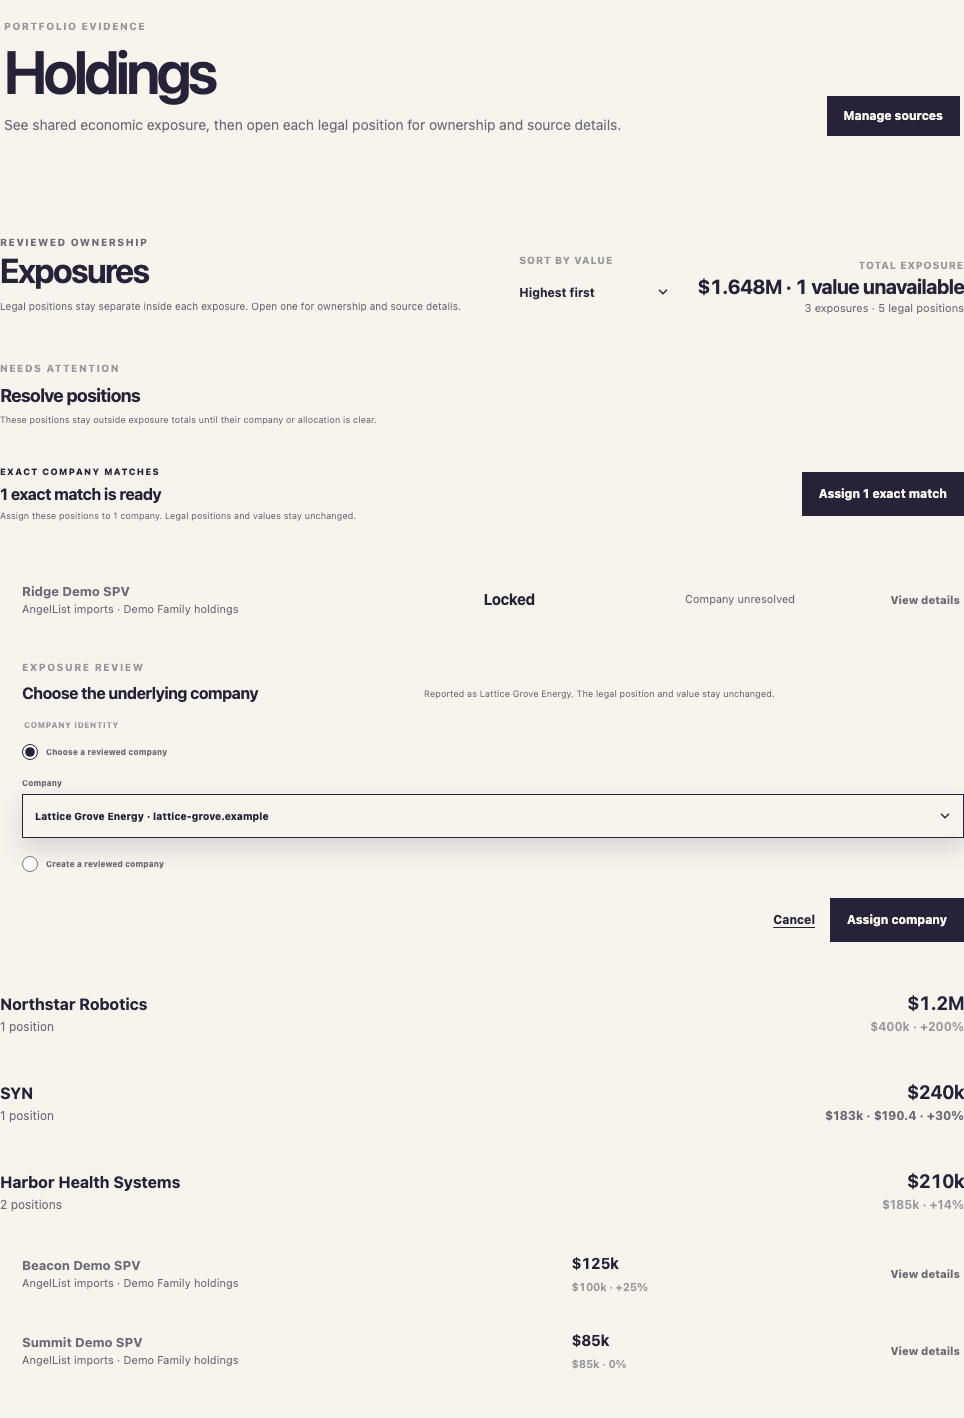 PORTFOLIO EVIDENCE
Holdings
See shared economic exposure, then open each legal position for ownership and source details.
Manage sources
REVIEWED OWNERSHIP
Exposures
Legal positions stay separate inside each exposure. Open one for ownership and source details.
SORT BY VALUE
Highest first
TOTAL EXPOSURE
$1.648M · 1 value unavailable
3 exposures · 5 legal positions
NEEDS ATTENTION
Resolve positions
These positions stay outside exposure totals until their company or allocation is clear.
EXACT COMPANY MATCHES
1 exact match is ready
Assign these positions to 1 company. Legal positions and values stay unchanged.
Assign 1 exact match
Ridge Demo SPV
AngelList imports · Demo Family holdings
Locked
Company unresolved
View details
EXPOSURE REVIEW
Choose the underlying company
Reported as Lattice Grove Energy. The legal position and value stay unchanged.
COMPANY IDENTITY
Choose a reviewed company
Company
Lattice Grove Energy · lattice-grove.example
Create a reviewed company
Cancel
Assign company
Northstar Robotics
1 position
$1.2M
$400k · +200%
SYN
1 position
$240k
$183k · $190.4 · +30%
Harbor Health Systems
2 positions
$210k
$185k · +14%
Beacon Demo SPV
AngelList imports · Demo Family holdings
$125k
$100k · +25%
View details
Summit Demo SPV
AngelList imports · Demo Family holdings
$85k
$85k · 0%
View details